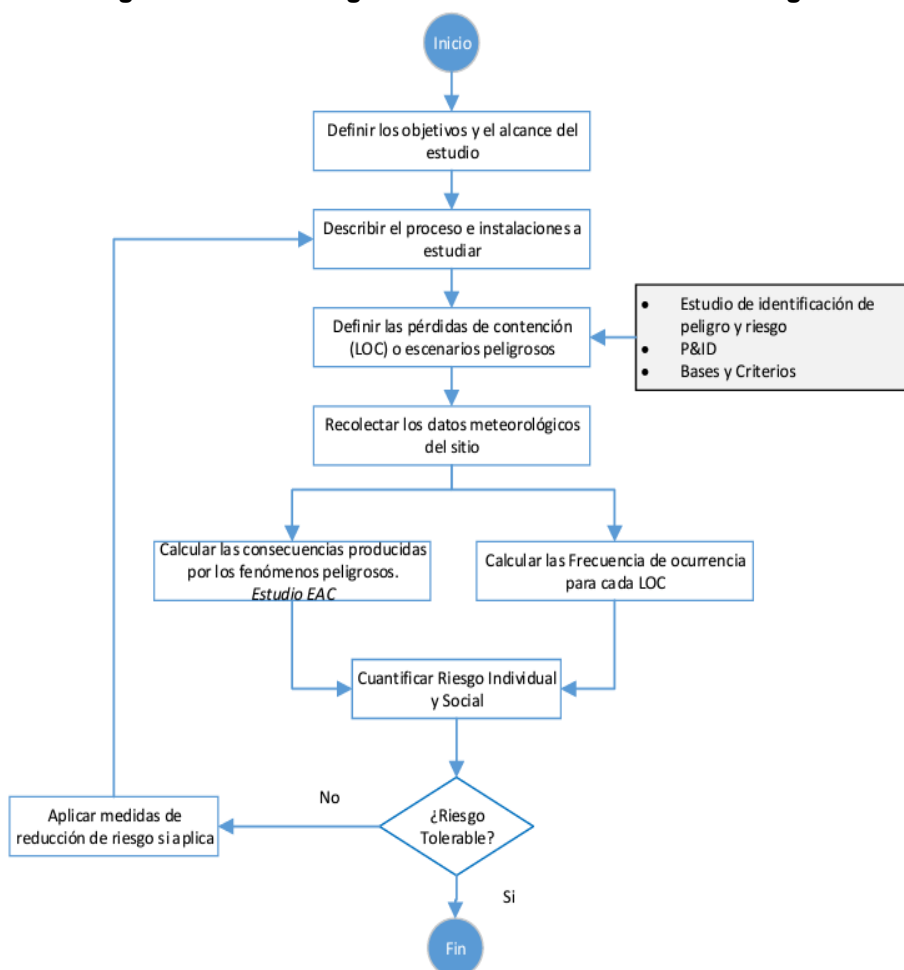 Inicio
Definir los objetivos y el alcance del
estudio
Describir el proceso e instalaciones a
estudiar
Definir las pérdidas de contención
(LOC) o escenarios peligrosos
• Estudio de identificación de
peligro y riesgo
• P&ID
• Bases y Criterios
Recolectar los datos meteorológicos
del sitio
Calcular las consecuencias producidas
por los fenómenos peligrosos.
Estudio EAC
Calcular las Frecuencia de ocurrencia
para cada LOC
Cuantificar Riesgo Individual
y Social
¿Riesgo
Tolerable?
No
Aplicar medidas de
reducción de riesgo si aplica
Si
Fin